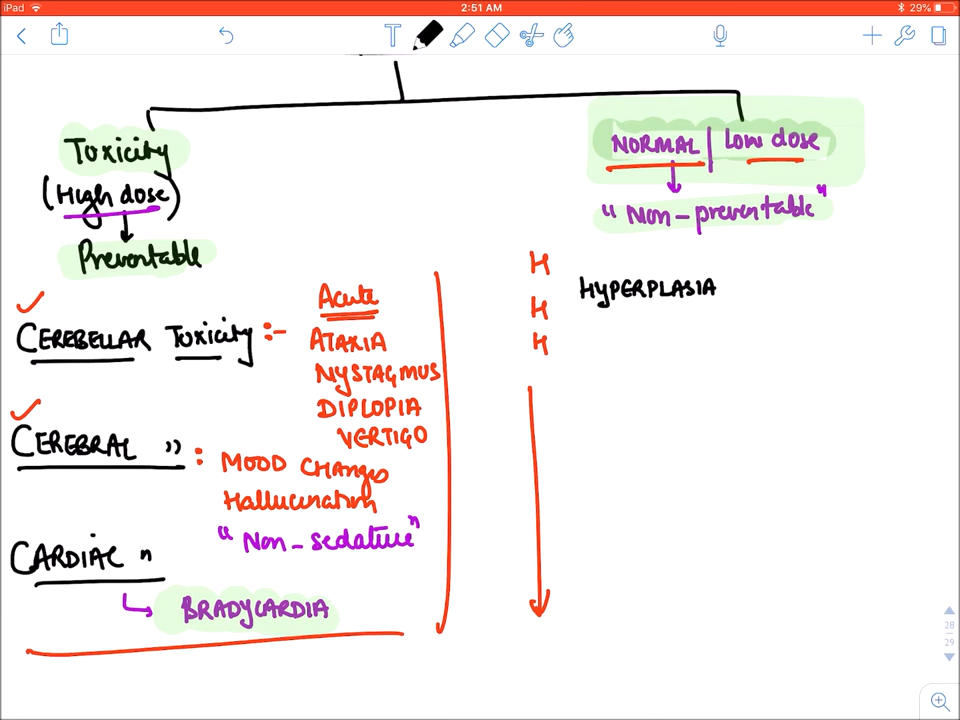 iPad
2:51 AM
29%
T
Toxicity
(High dose)
Preventable
NORMAL | Low dose
"Non-preventable"
CEREBELLAR Toxicity :-
Acute
ATAXIA
NYSTAGMUS
DIPLOPIA
VERTIGO
CEREBRAL " :
MOOD CHANGES
Hallucination
"Non-sedative"
CARDIAC "
BRADYCARDIA
H
HYPERPLASIA
H
H
28
29